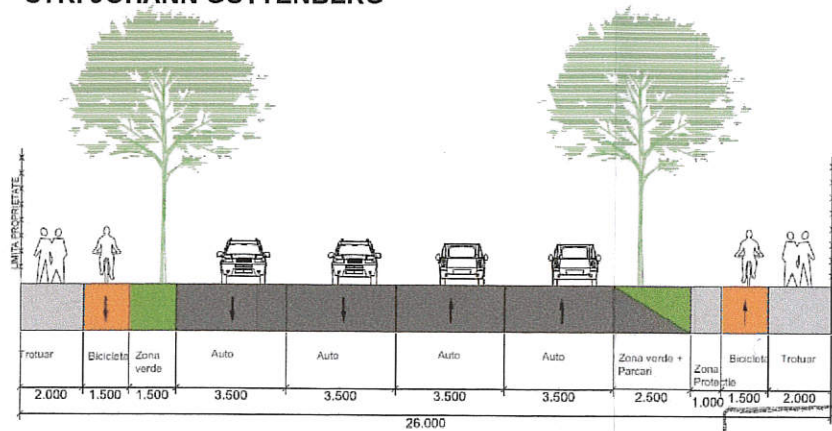 STR. JOHANN GUTTENBERG
LIMITA PROPRIETATE
Trotuar
Bicicleta
Zona verde
Auto
Auto
Auto
Auto
Zona verde +
Parcari
Zona
Protectie
Bicicleta
Trotuar
2.000 1.500 1.500 3.500 3.500 3.500 3.500 2.500 1.000 1.500 2.000
26.000